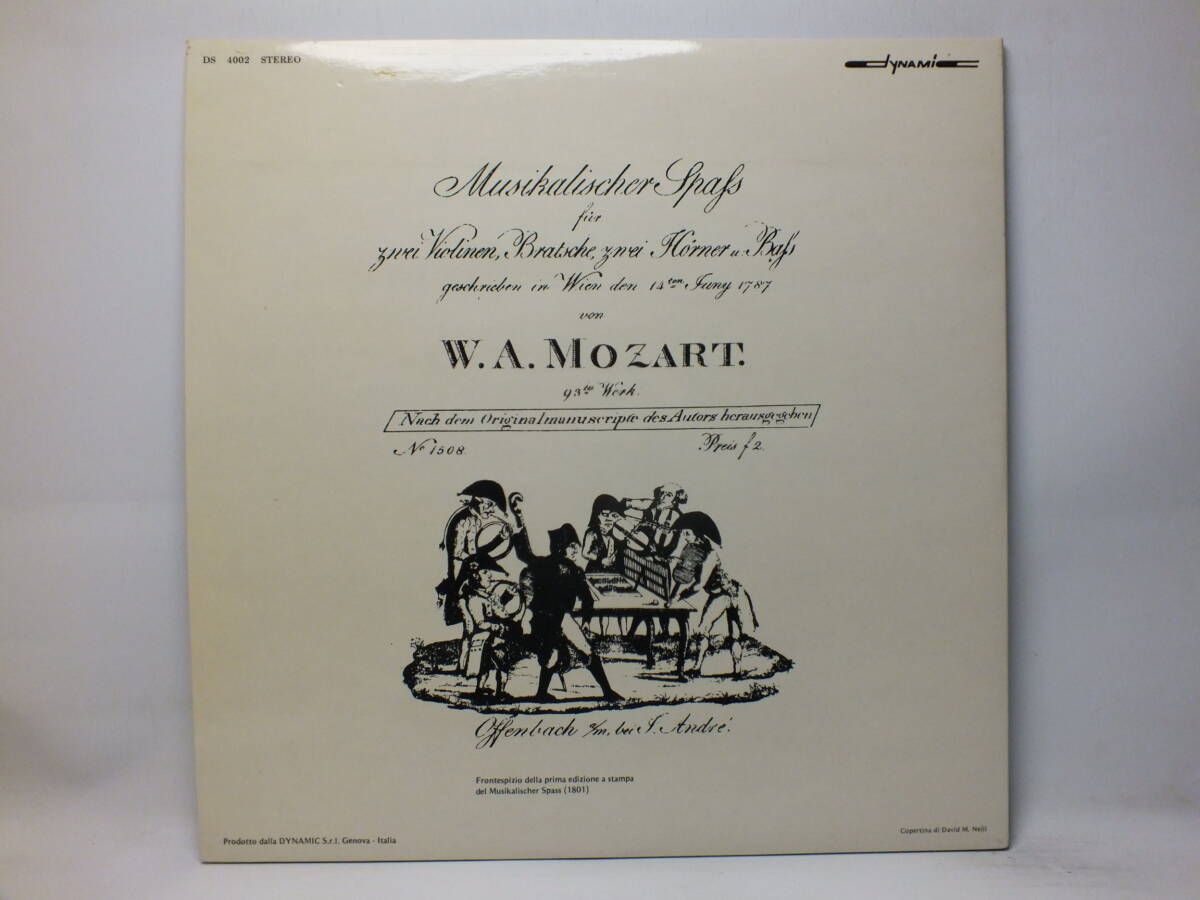 DS 4002 STEREO
dynamic
Musikalischer Spaſs
für
zwei Violinen, Bratsche, zwei Hörner u. Baſs
geschrieben in Wien den 14ten Juny 1787
von
W. A. MOZART.
93tes Werk.
Nach dem Originalmanuscripte des Autors herausgegeben
No 1508.
Preis f 2.
Offenbach a/m, bei J. André.
Frontespizio della prima edizione a stampa
del Musikalischer Spass (1801)
Prodotto dalla DYNAMIC S.r.l. Genova - Italia
Copertina di David M. Neill